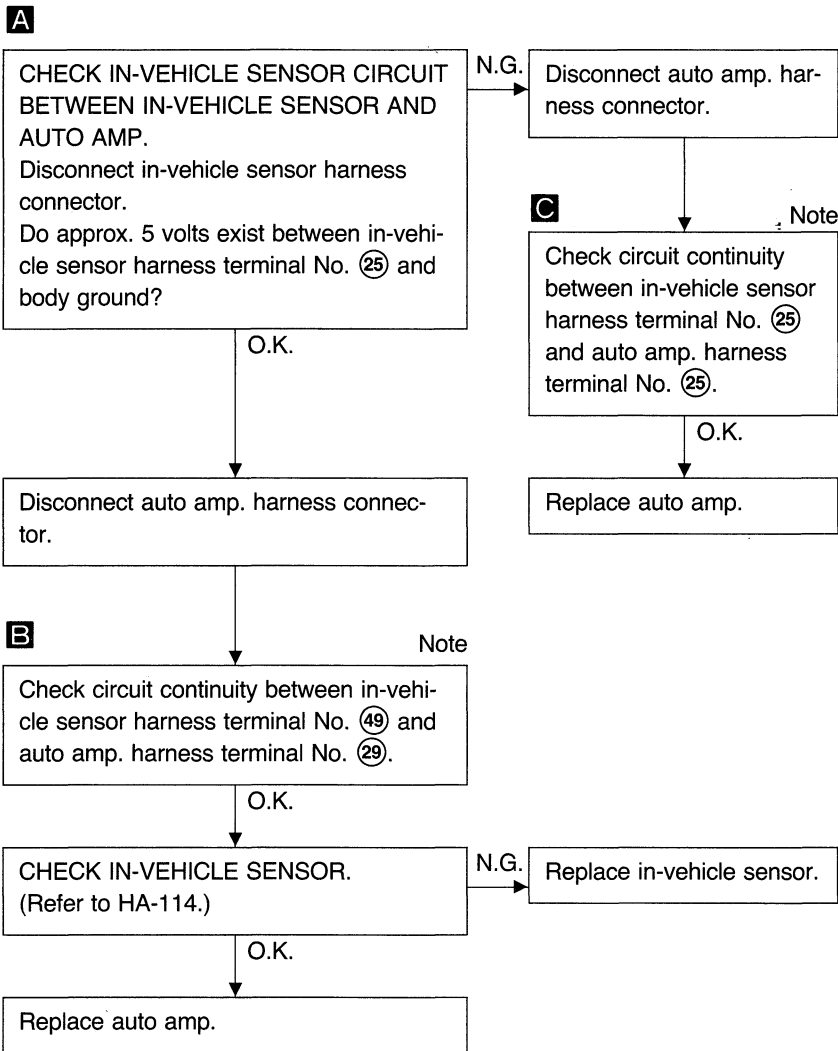 A
CHECK IN-VEHICLE SENSOR CIRCUIT
BETWEEN IN-VEHICLE SENSOR AND
AUTO AMP.
Disconnect in-vehicle sensor harness
connector.
Do approx. 5 volts exist between in-vehi-
cle sensor harness terminal No. 25 and
body ground?
N.G.
Disconnect auto amp. har-
ness connector.
C
Note
Check circuit continuity
between in-vehicle sensor
harness terminal No. 25
and auto amp. harness
terminal No. 25.
O.K.
Replace auto amp.
O.K.
Disconnect auto amp. harness connec-
tor.
B
Note
Check circuit continuity between in-vehi-
cle sensor harness terminal No. 49 and
auto amp. harness terminal No. 29.
O.K.
CHECK IN-VEHICLE SENSOR.
(Refer to HA-114.)
N.G.
Replace in-vehicle sensor.
O.K.
Replace auto amp.